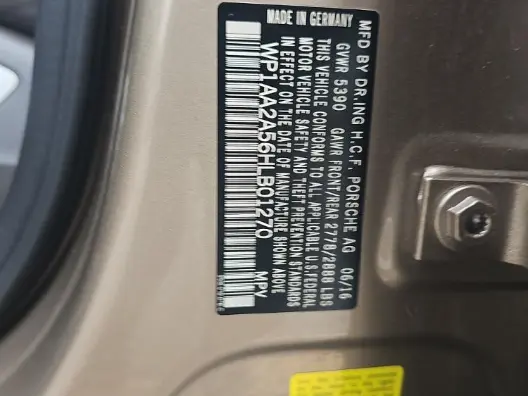 MFD BY DR.ING H.C.F. PORSCHE AG 06/16
GVWR 5390 GAWR FRONT/REAR 2778/2888 LBS
THIS VEHICLE CONFORMS TO ALL APPLICABLE U.S. FEDERAL
MOTOR VEHICLE SAFETY AND THEFT PREVENTION STANDARDS
IN EFFECT ON THE DATE OF MANUFACTURE SHOWN ABOVE
WP1AA2A56HLB01270 MPV
MADE IN GERMANY